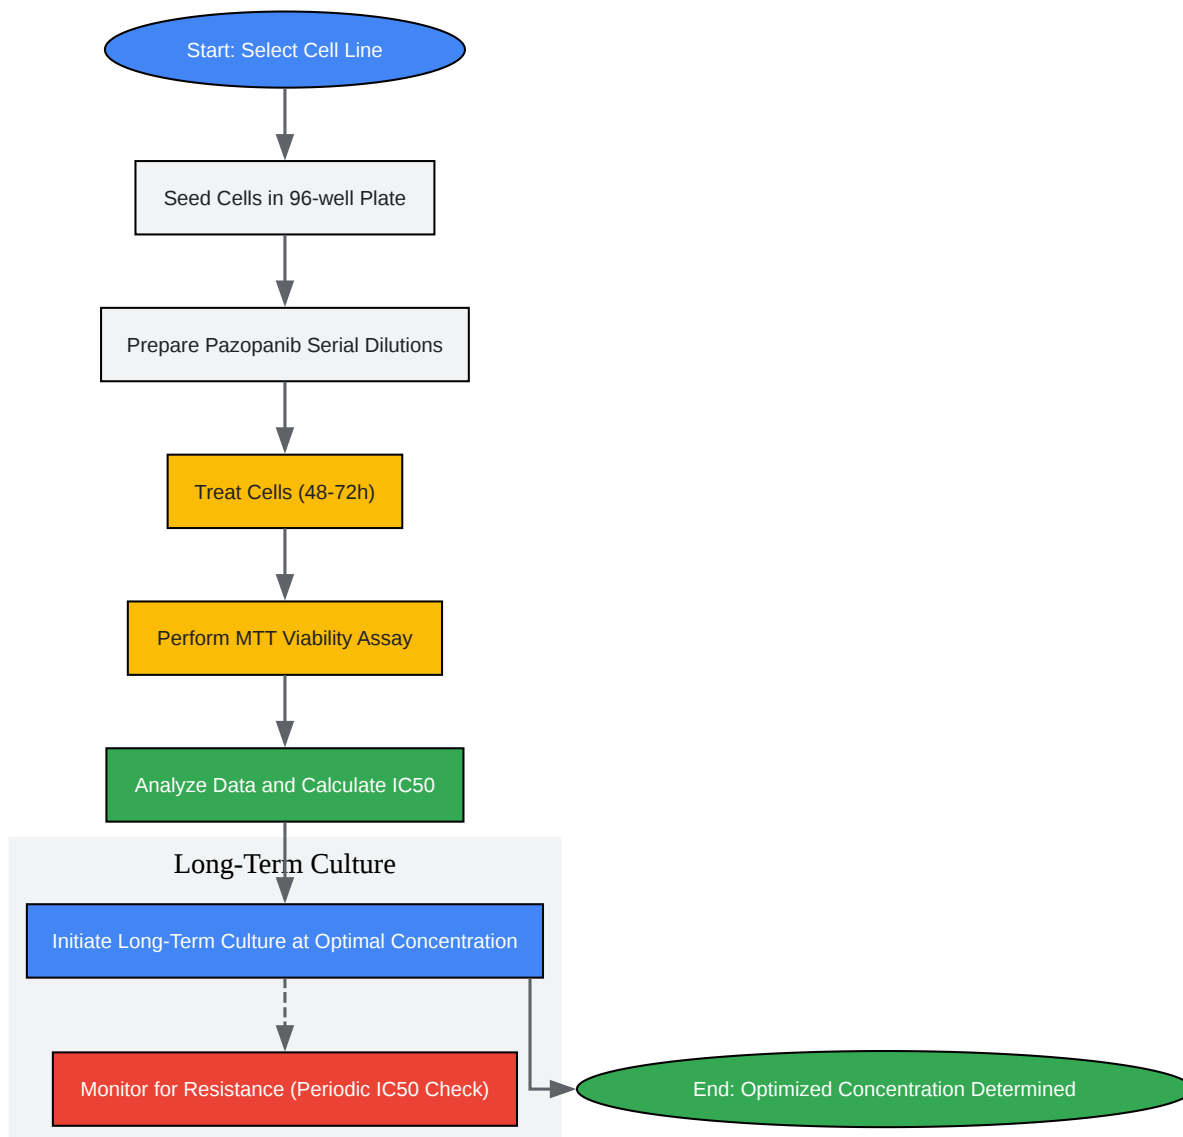 Start: Select Cell Line
Seed Cells in 96-well Plate
Prepare Pazopanib Serial Dilutions
Treat Cells (48-72h)
Perform MTT Viability Assay
Analyze Data and Calculate IC50
Long-Term Culture
Initiate Long-Term Culture at Optimal Concentration
Monitor for Resistance (Periodic IC50 Check)
End: Optimized Concentration Determined